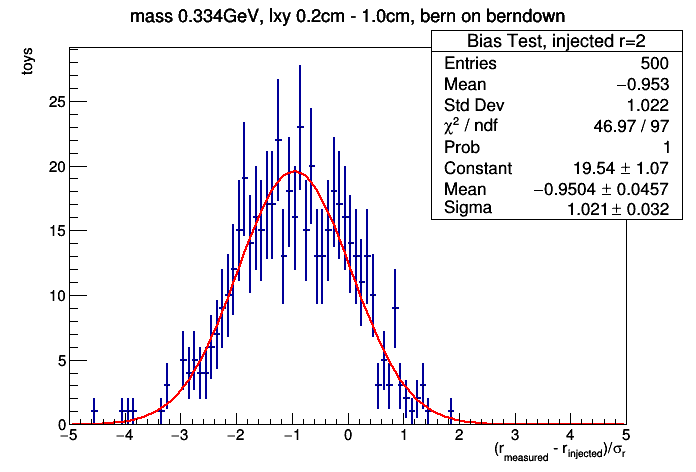 mass 0.334GeV, lxy 0.2cm - 1.0cm, bern on berndown
Bias Test, injected r=2
Entries 500
Mean −0.953
Std Dev 1.022
χ² / ndf 46.97 / 97
Prob 1
Constant 19.54 ± 1.07
Mean −0.9504 ± 0.0457
Sigma 1.021 ± 0.032
toys
25
20
15
10
5
0
−5 −4 −3 −2 −1 0 1 2 3 4 5
(r_measured - r_injected)/σ_r